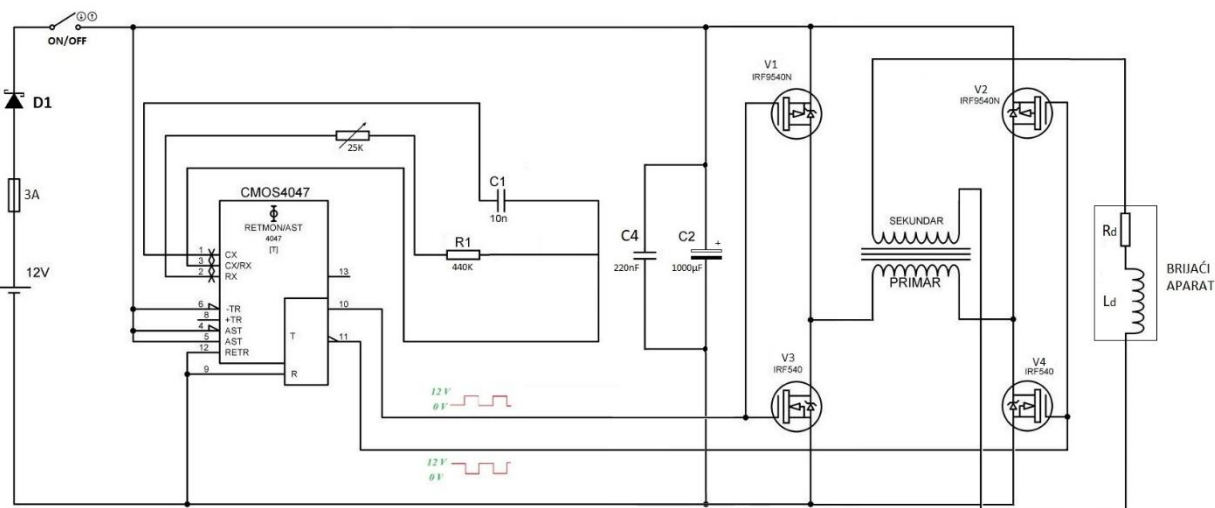 ON/OFF
D1
3A
12V
25K
CMOS4047
RETMON/AST
4047
[T]
1
3
2
CX
CX/RX
RX
6
8
4
5
12
9
-TR
+TR
AST
AST
RETR
T
R
13
10
11
C1
10n
R1
440K
C4
220nF
C2
+
1000µF
12 V
0 V
12 V
0 V
V1
IRF9540N
V2
IRF9540N
SEKUNDAR
PRIMAR
V3
IRF540
V4
IRF540
Rd
Ld
BRIJAĆI
APARAT